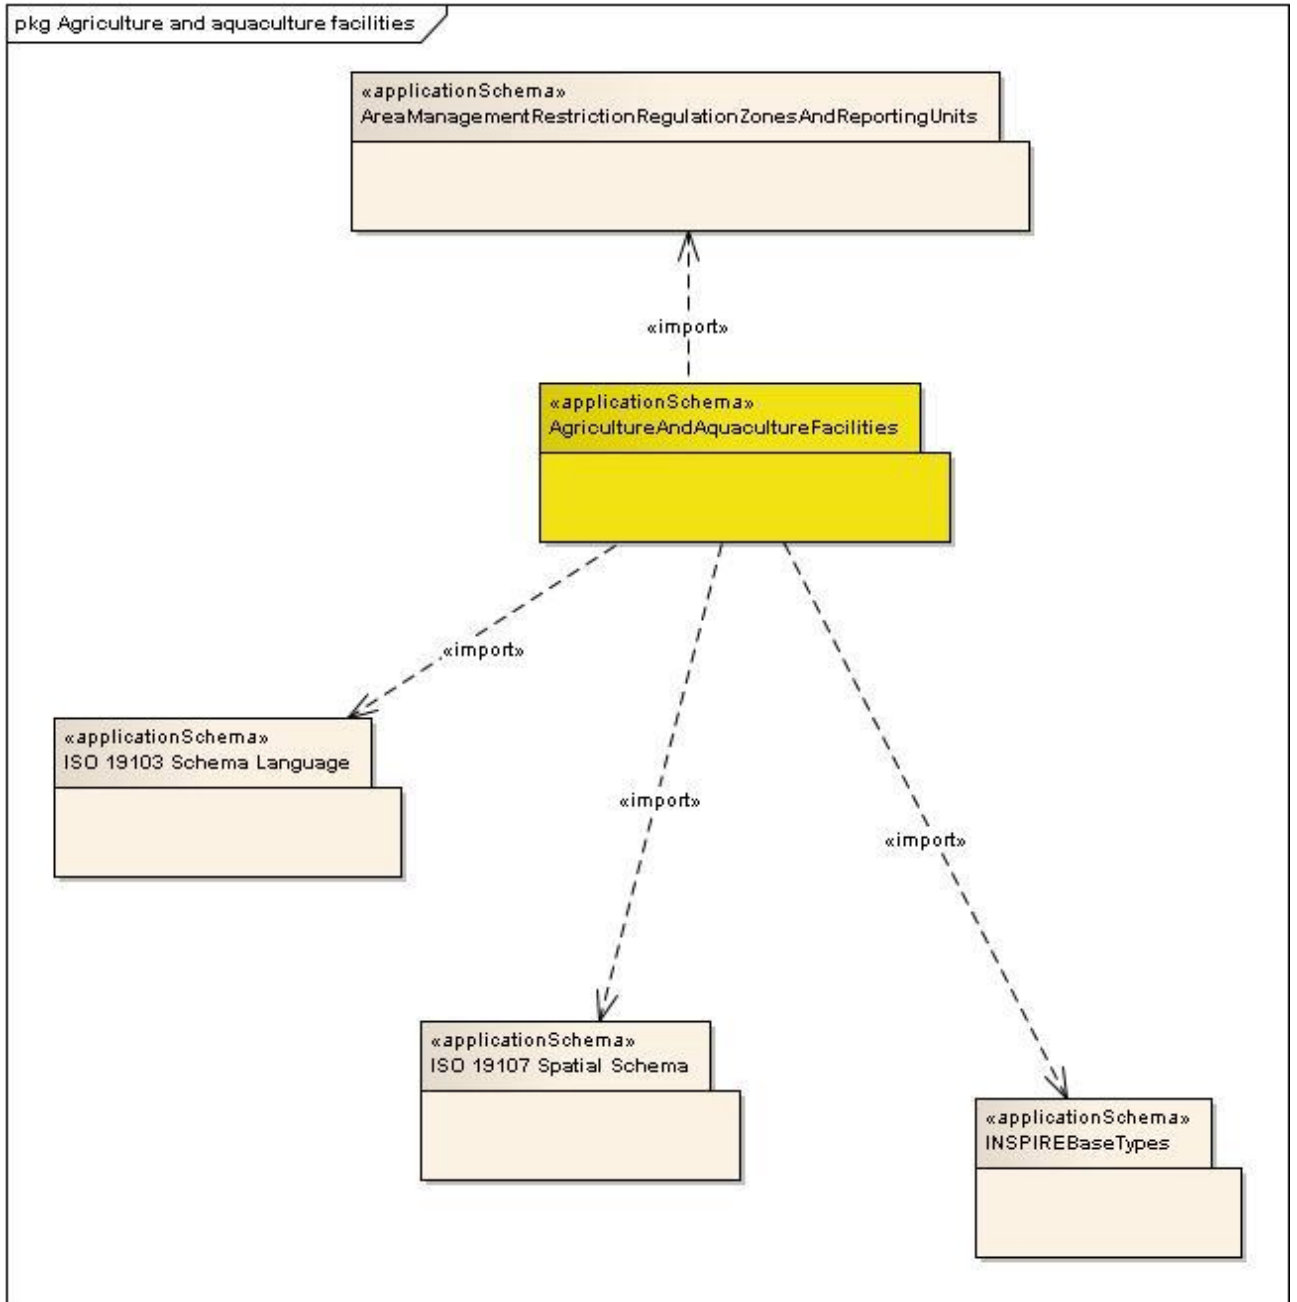 pkg Agriculture and aquaculture facilities
«applicationSchema»
AreaManagementRestrictionRegulationZonesAndReportingUnits
«import»
«applicationSchema»
AgricultureAndAquacultureFacilities
«import»
«applicationSchema»
ISO 19103 Schema Language
«import»
«import»
«applicationSchema»
ISO 19107 Spatial Schema
«applicationSchema»
INSPIREBaseTypes